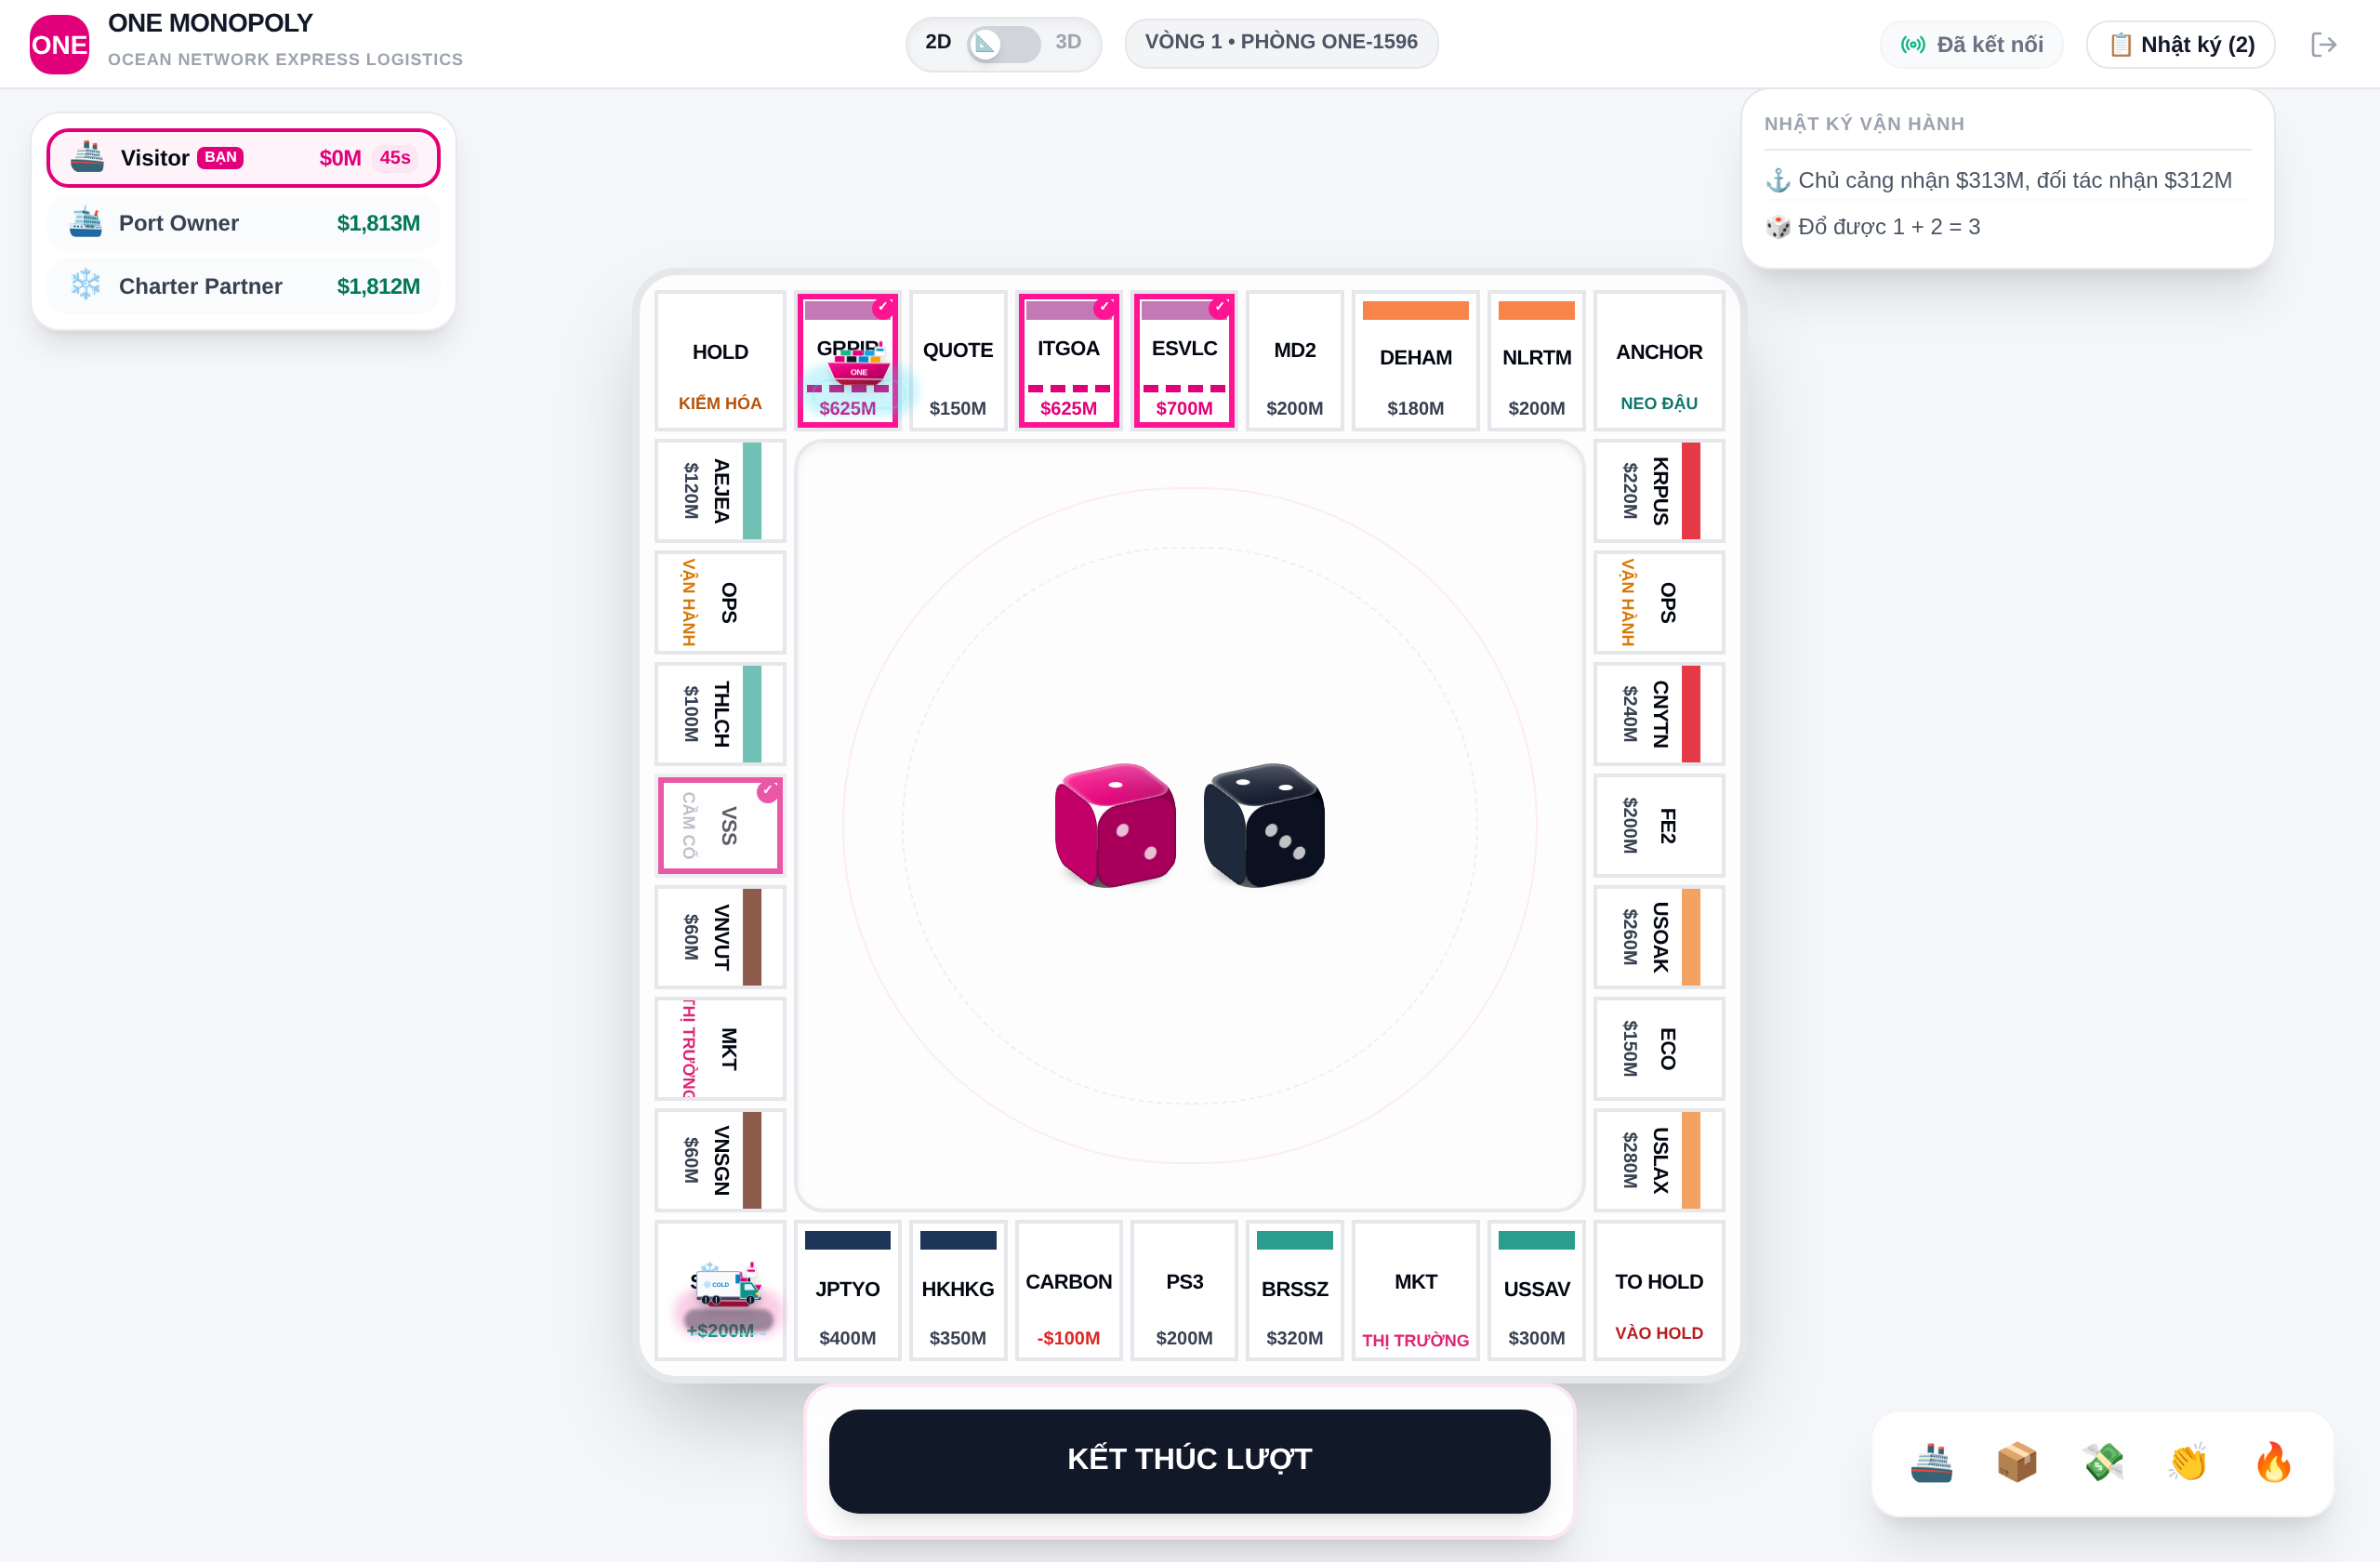 ONE
ONE MONOPOLY
OCEAN NETWORK EXPRESS LOGISTICS
2D
3D
VÒNG 1 • PHÒNG ONE-1596
Đã kết nối
Nhật ký (2)
Visitor BẠN $0M 45s
Port Owner $1,813M
Charter Partner $1,812M
NHẬT KÝ VẬN HÀNH
Chủ cảng nhận $313M, đối tác nhận $312M
Đổ được 1 + 2 = 3
HOLD
KIỂM HÓA
ONE
$625M
QUOTE
$150M
ITGOA
$625M
ESVLC
$700M
MD2
$200M
DEHAM
$180M
NLRTM
$200M
ANCHOR
NEO ĐẬU
AEJEA
$120M
OPS
VẬN HÀNH
THLCH
$100M
VSS
CẦM CỐ
VNVUT
$60M
MKT
THỊ TRƯỜNG
VNSGN
$60M
KRPUS
$220M
OPS
VẬN HÀNH
CNYTN
$240M
FE2
$200M
USOAK
$260M
ECO
$150M
USLAX
$280M
COLD
+$200M
JPTYO
$400M
HKHKG
$350M
CARBON
-$100M
PS3
$200M
BRSSZ
$320M
MKT
THỊ TRƯỜNG
USSAV
$300M
TO HOLD
VÀO HOLD
KẾT THÚC LƯỢT